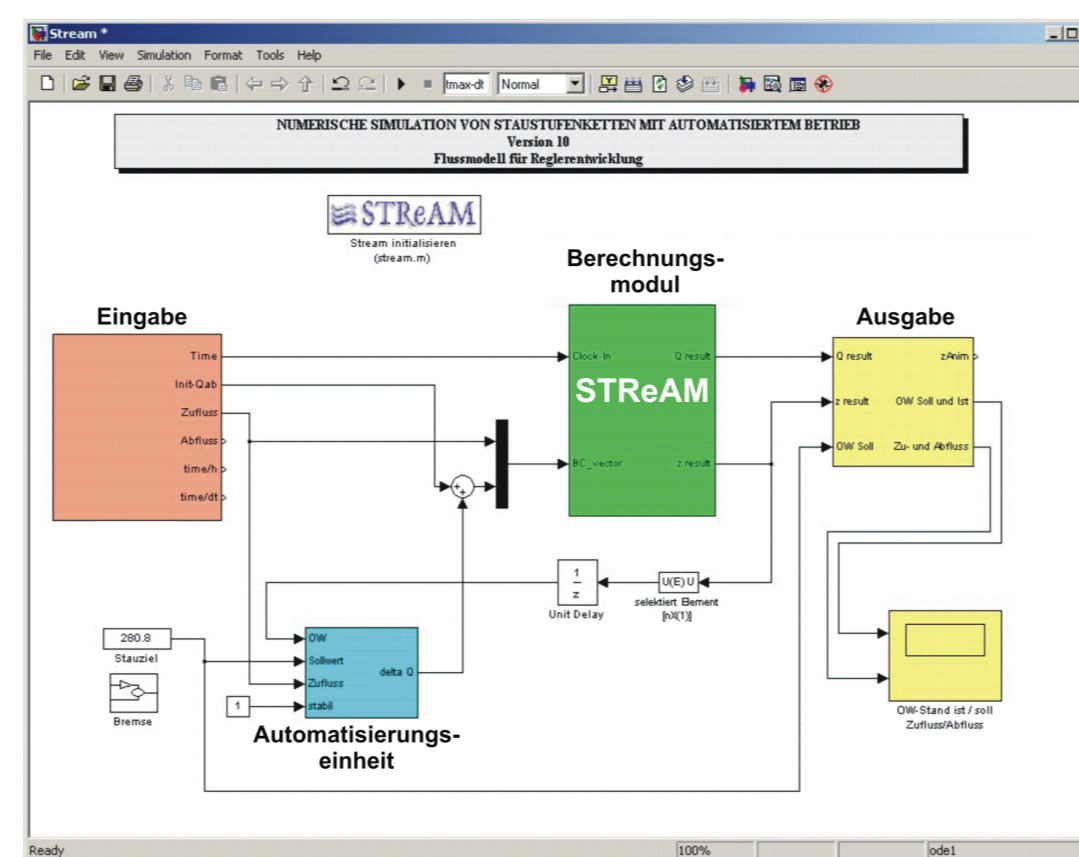 Stream *
File Edit View Simulation Format Tools Help
tmax-dt Normal
NUMERISCHE SIMULATION VON STAUSTUFENKETTEN MIT AUTOMATISIERTEM BETRIEB
Version 10
Flussmodell für Reglerentwicklung
STReAM
Stream initialisieren
(stream.m)
Eingabe
Time
Init-Qab
Zufluss
Abfluss
time/h
time/dt
Berechnungs-
modul
Clock-In Q result
STReAM
BC_vector z result
Ausgabe
Q result zAnim
z result OW Soll und Ist
OW Soll Zu- und Abfluss
+
+
1
z
Unit Delay
U(E) U
selektiert Element
[nX(1)]
280.8
Stauziel
Bremse
1
OW
Sollwert
delta Q
Zufluss
stabil
Automatisierungs-
einheit
OW-Stand ist / soll
Zufluss/Abfluss
Ready 100% ode1